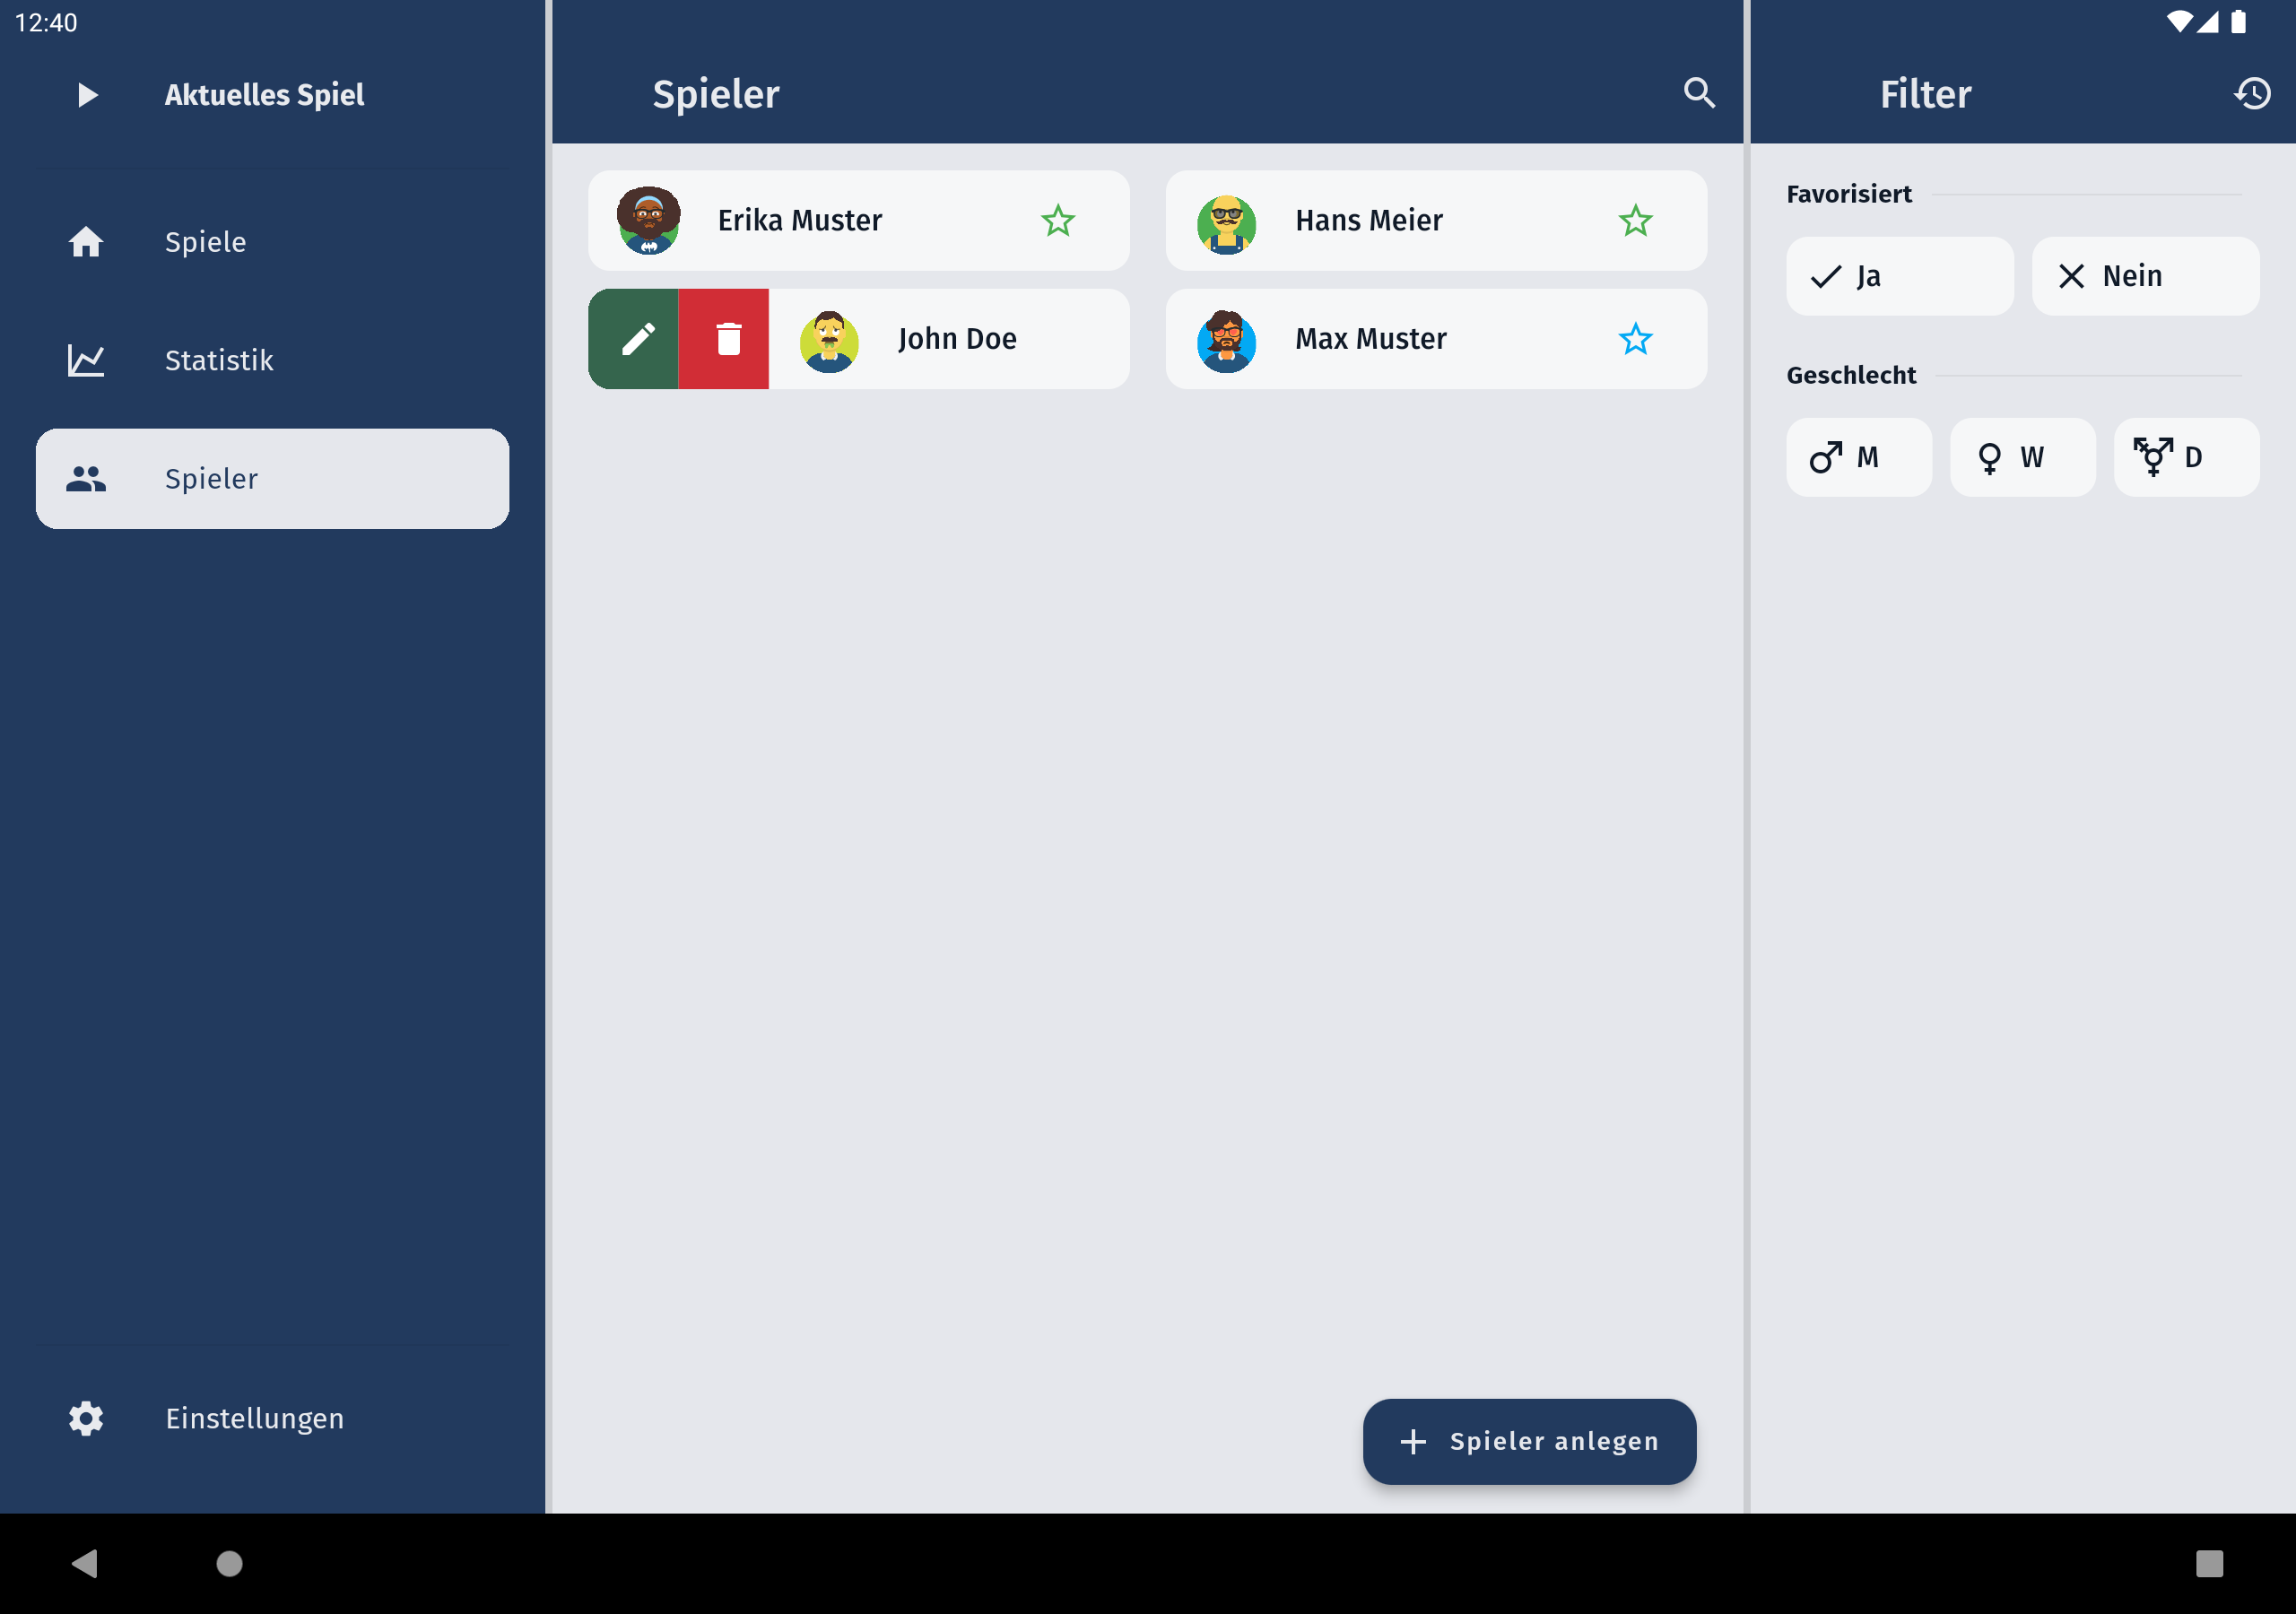 12:40
Aktuelles Spiel
Spiele
Statistik
Spieler
Einstellungen
Spieler
Erika Muster
Hans Meier
John Doe
Max Muster
Spieler anlegen
Filter
Favorisiert
Ja
Nein
Geschlecht
M
W
D